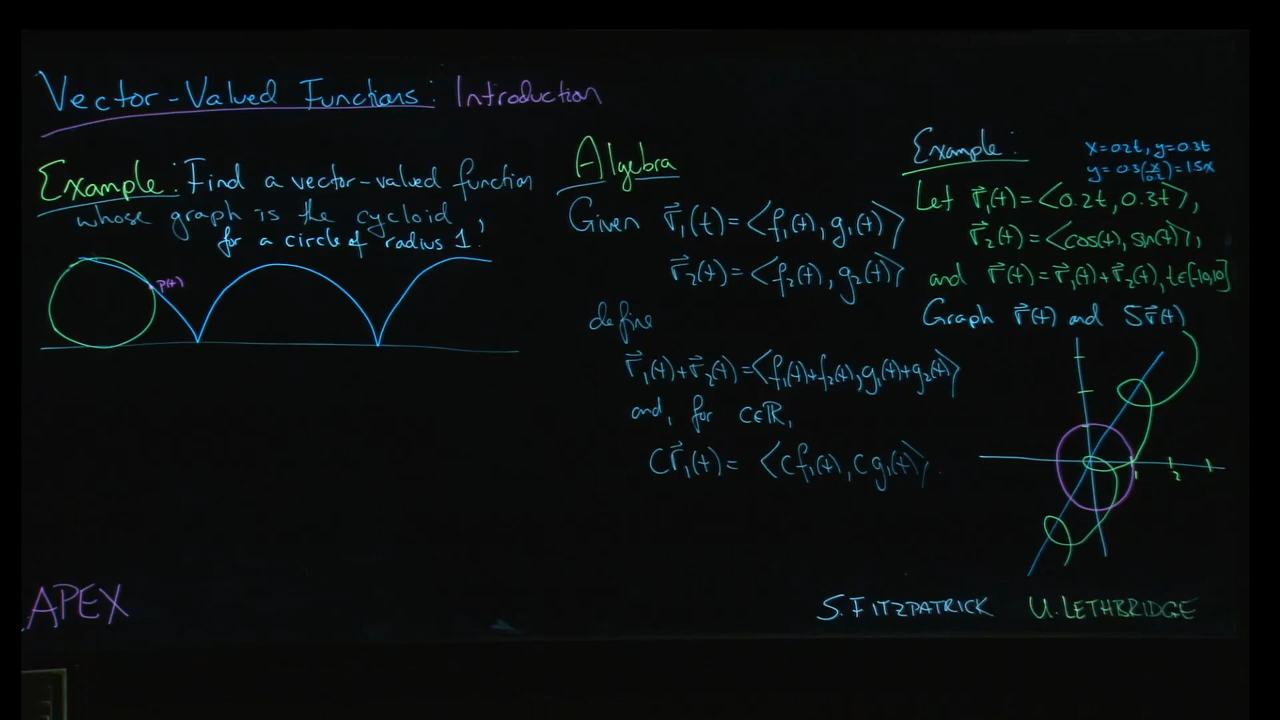 Vector-Valued Functions: Introduction
Example: Find a vector-valued function
whose graph is the cycloid,
for a circle of radius 1.
p(t)
Algebra
Given r⃗₁(t)=⟨f₁(t), g₁(t)⟩
r⃗₂(t)=⟨f₂(t), g₂(t)⟩
define
r⃗₁(t)+r⃗₂(t)=⟨f₁(t)+f₂(t), g₁(t)+g₂(t)⟩
and, for c∈ℝ,
cr⃗₁(t)= ⟨cf₁(t), cg₁(t)⟩.
Example:
x=0.2t, y=0.3t
y=0.3(x/0.2)=1.5x
Let r⃗₁(t)=⟨0.2t, 0.3t⟩,
r⃗₂(t)=⟨cos(t), sin(t)⟩,
and r⃗(t)=r⃗₁(t)+r⃗₂(t), t∈[-10,10]
Graph r⃗(t) and 5r⃗(t)
1 2
APEX
S. FITZPATRICK U. LETHBRIDGE